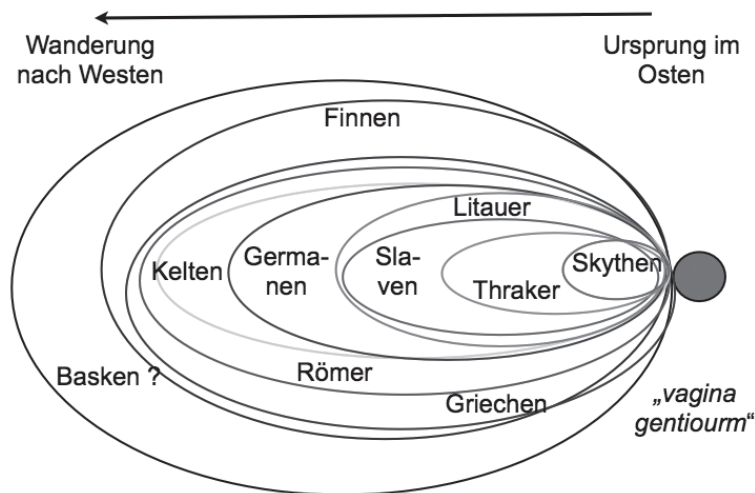 Wanderung
nach Westen
Ursprung im
Osten
Finnen
Litauer
Kelten
Germa-
nen
Sla-
ven
Thraker
Skythen
Basken ?
Römer
Griechen
„vagina
gentiourm“